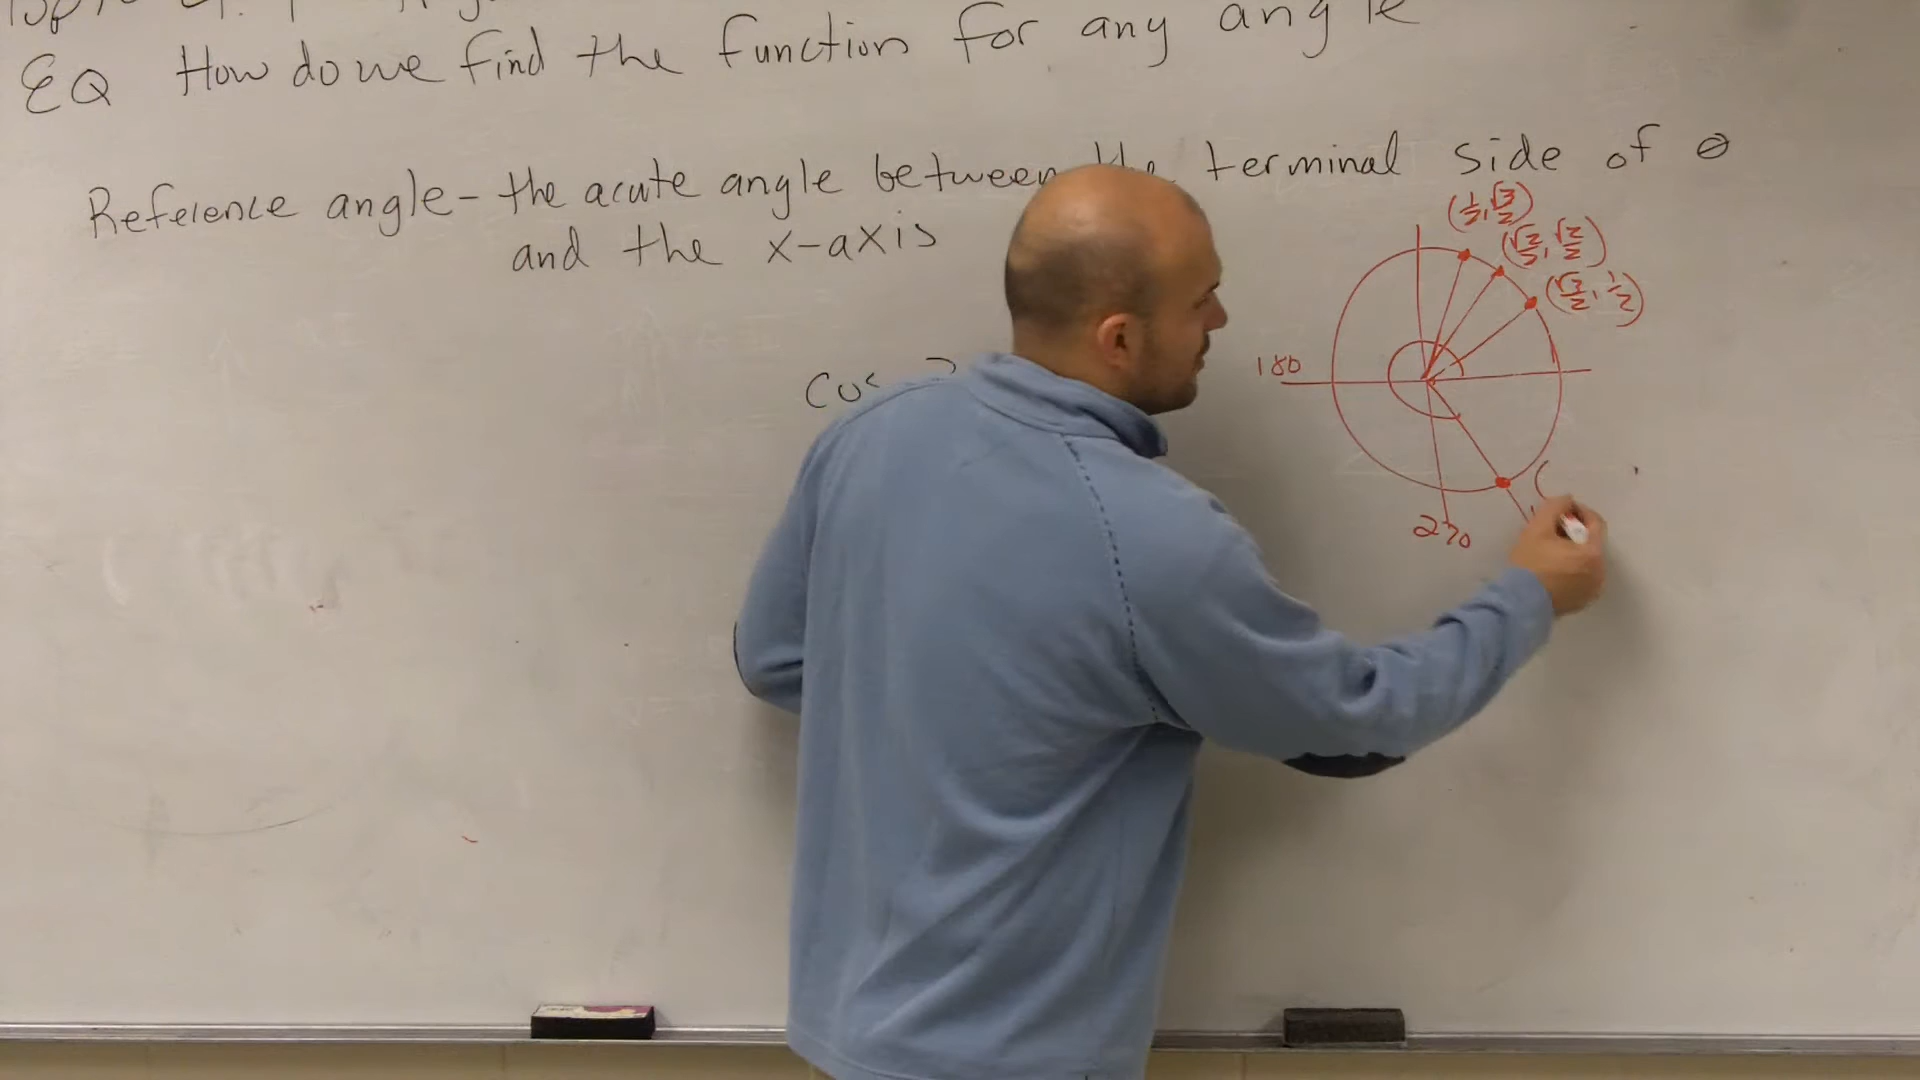 EQ How do we find the function for any angle
Reference angle - the acute angle between the terminal side of θ
and the x-axis
(1/2, √3/2)
(√2/2, √2/2)
(√3/2, 1/2)
180
cos
270
(